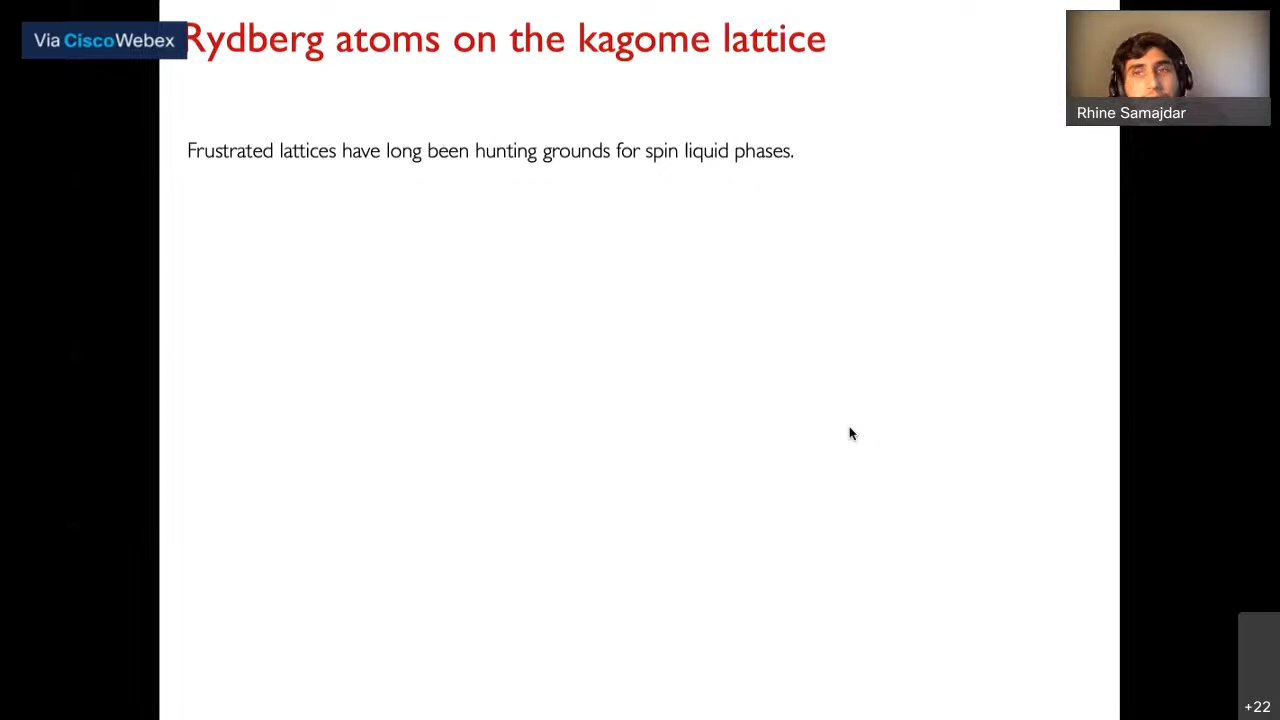 Via Cisco Webex
Rydberg atoms on the kagome lattice
Rhine Samajdar
Frustrated lattices have long been hunting grounds for spin liquid phases.
+22